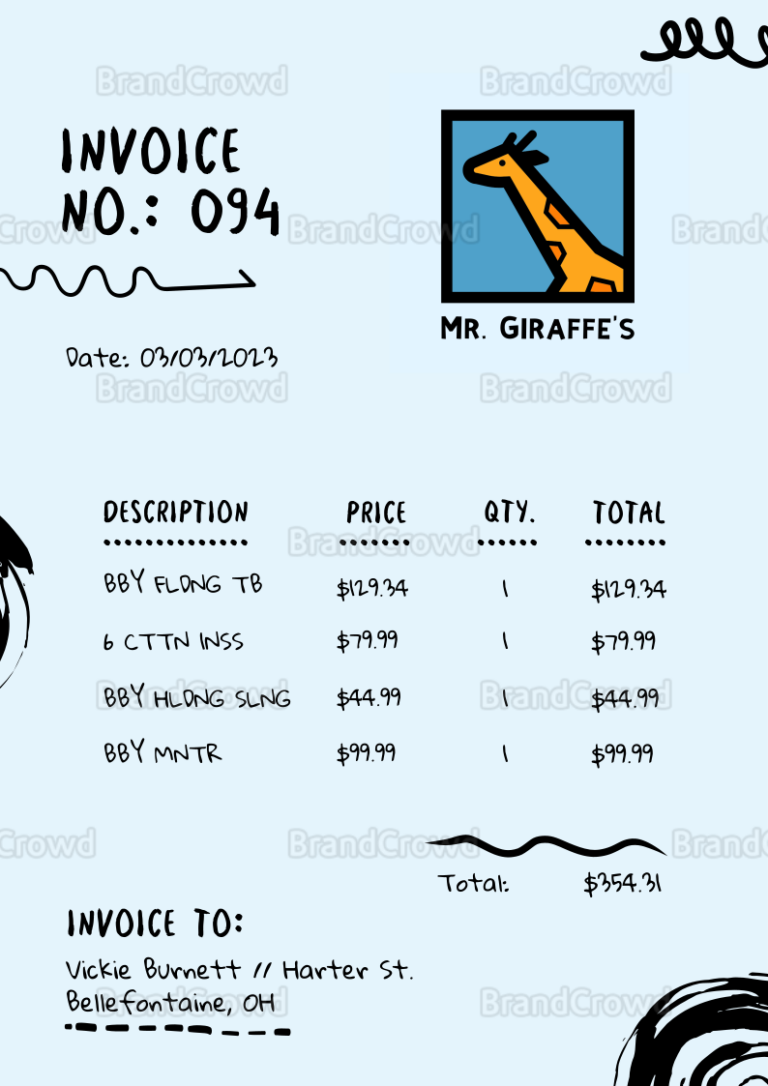 INVOICE
NO.: 094
MR. GIRAFFE'S
Date: 03/03/2023
DESCRIPTION PRICE QTY. TOTAL
BBY FLDNG TB $129.34 1 $129.34
6 CTTN INSS $79.99 1 $79.99
BBY HLDNG SLNG $44.99 1 $44.99
BBY MNTR $99.99 1 $99.99
Total: $354.31
INVOICE TO:
Vickie Burnett // Harter St.
Bellefontaine, OH
BrandCrowd BrandCrowd
BrandCrowd BrandCrowd BrandCrowd
BrandCrowd BrandCrowd
BrandCrowd
BrandCrowd BrandCrowd
BrandCrowd BrandCrowd BrandCrowd
BrandCrowd BrandCrowd